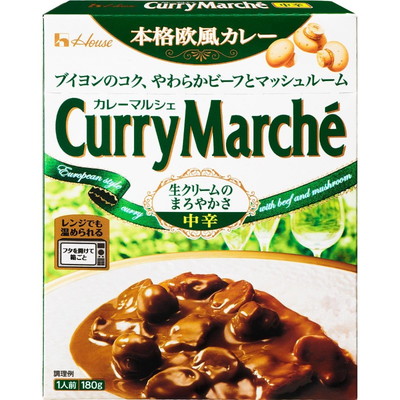 CurryMarché 中辛
House
本格欧風カレー
ブイヨンのコク、やわらかビーフとマッシュルーム
カレーマルシェ
CurryMarché
European style curry with beef and mushroom
生クリームの
まろやかさ
中辛
レンジでも
温められる
フタを開けて
箱ごと
調理例
1人前 180g